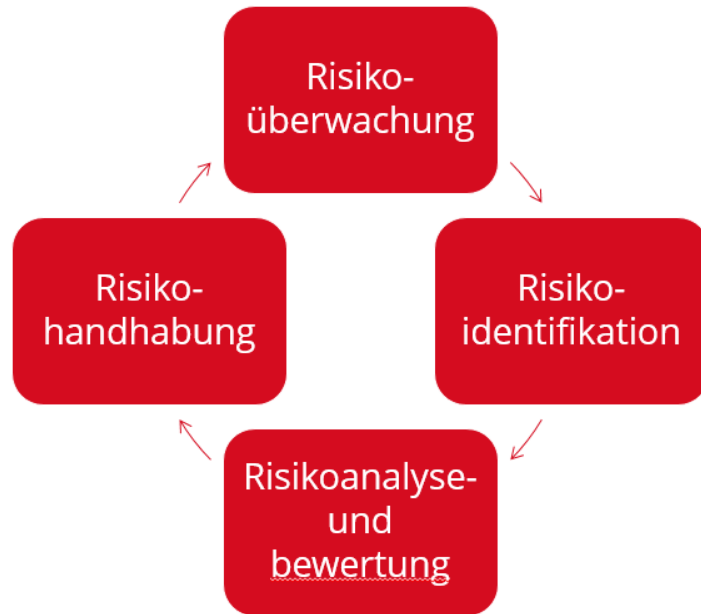 Risiko-
überwachung
Risiko-
handhabung
Risiko-
identifikation
Risikoanalyse-
und
bewertung